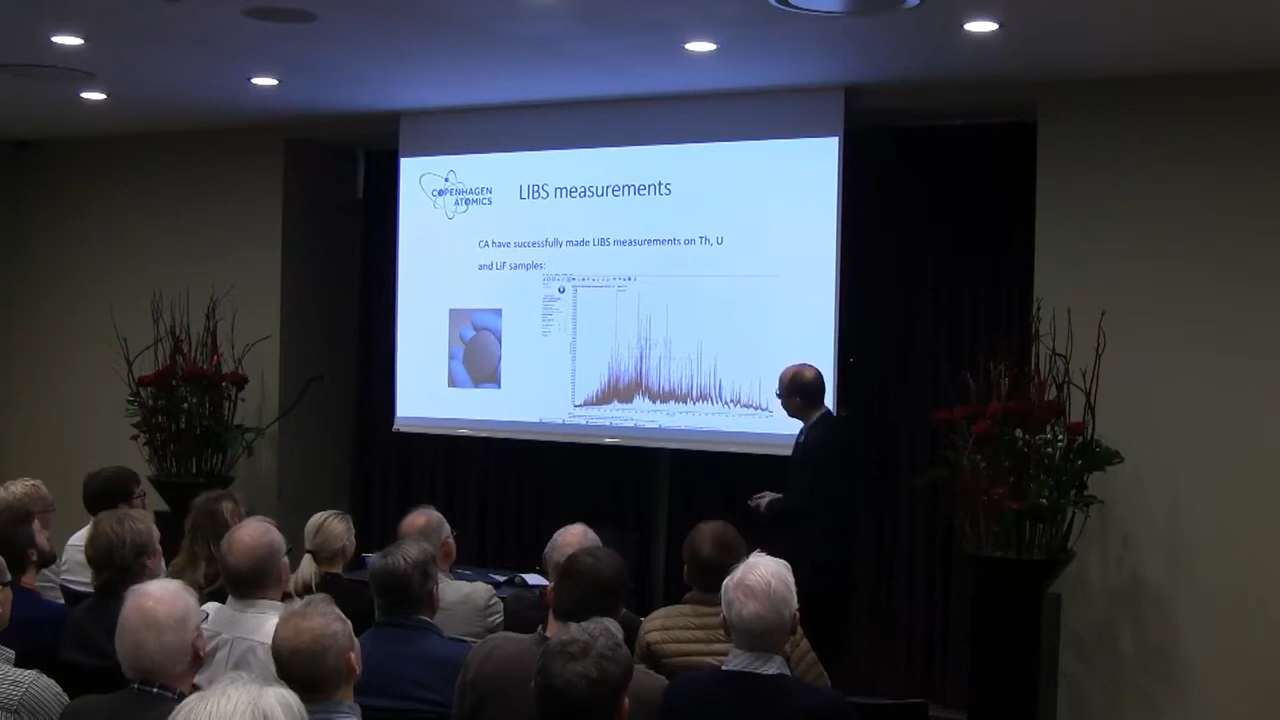 COPENHAGEN
ATOMICS
LIBS measurements
CA have successfully made LIBS measurements on Th, U
and LiF samples: